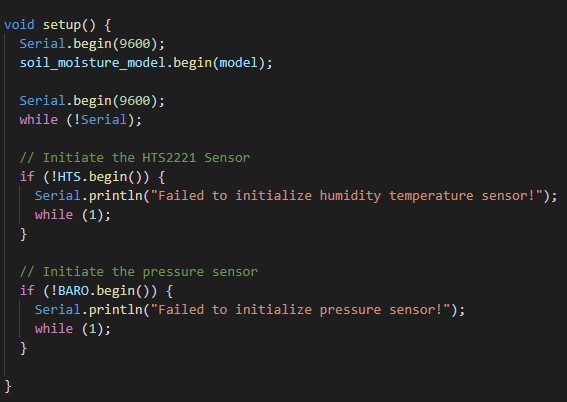 void setup() {
  Serial.begin(9600);
  soil_moisture_model.begin(model);

  Serial.begin(9600);
  while (!Serial);

  // Initiate the HTS2221 Sensor
  if (!HTS.begin()) {
    Serial.println("Failed to initialize humidity temperature sensor!");
    while (1);
  }

  // Initiate the pressure sensor
  if (!BARO.begin()) {
    Serial.println("Failed to initialize pressure sensor!");
    while (1);
  }

}